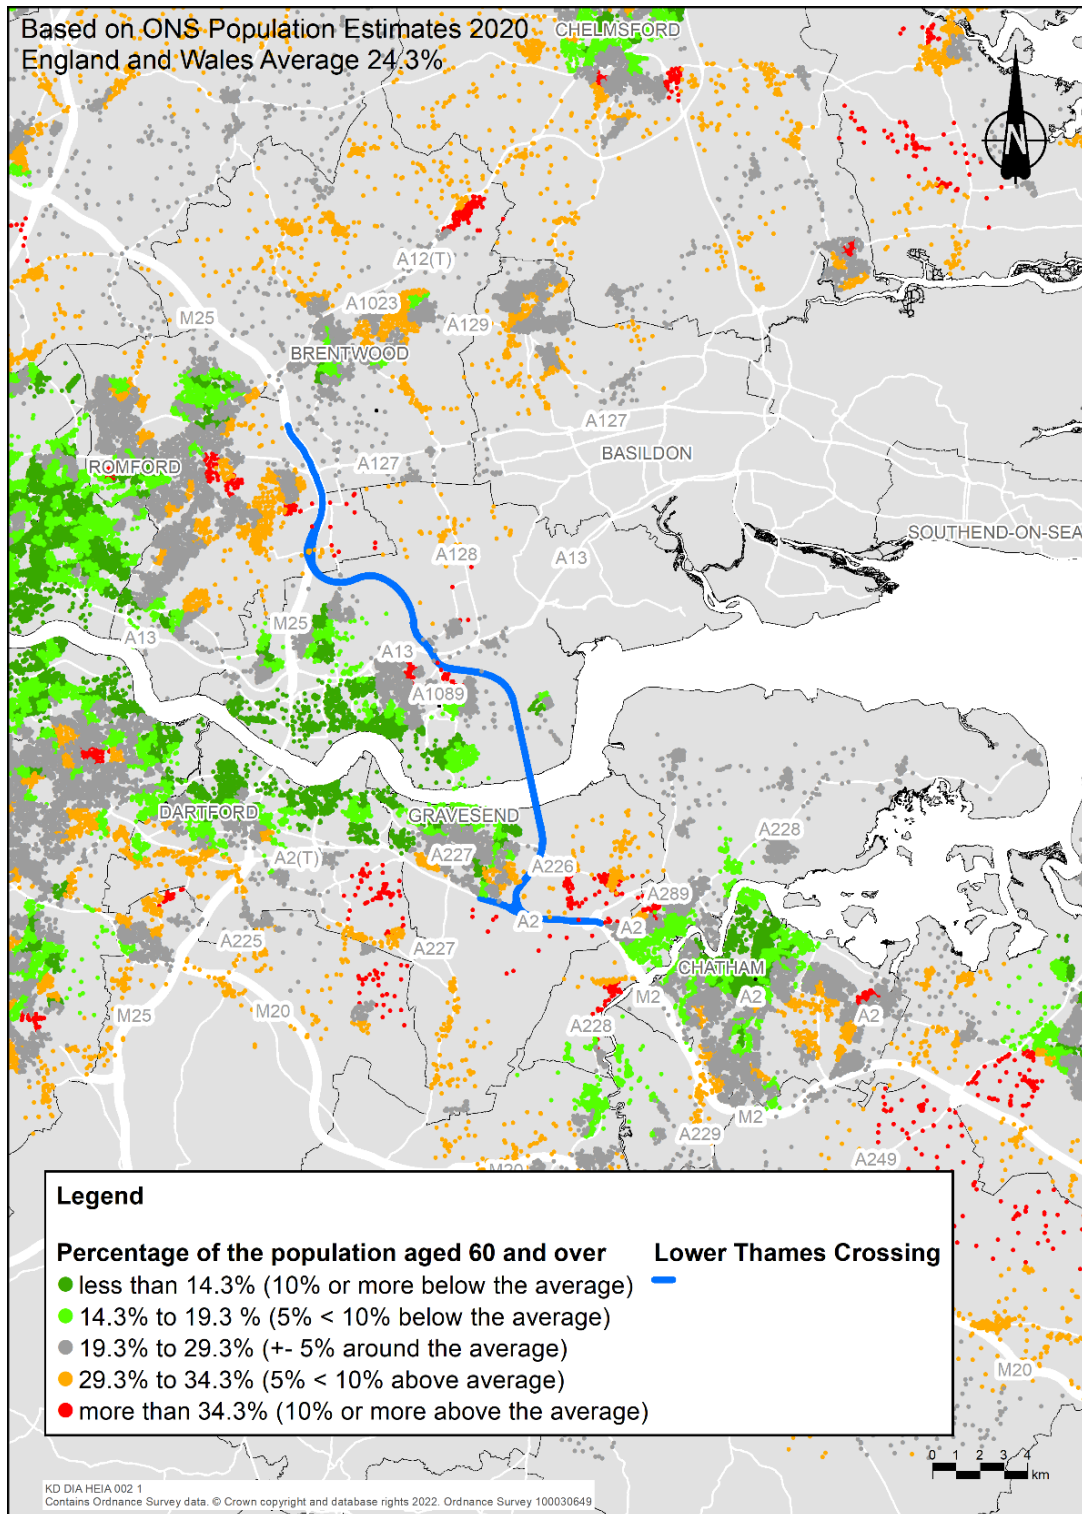 Based on ONS Population Estimates 2020
England and Wales Average 24.3%
CHELMSFORD
N
A12(T)
A1023
M25
A129
BRENTWOOD
A127
BASILDON
ROMFORD
A127
SOUTHEND-ON-SEA
A128
A13
M25
A13
A13
A1089
DARTFORD
GRAVESEND
A228
A2(T)
A227
A226
A289
A2
A2
A225
A227
CHATHAM
M25
M20
M2
A2
A2
A228
M2
A229
A249
M20
M20
Legend
Percentage of the population aged 60 and over
Lower Thames Crossing
less than 14.3% (10% or more below the average)
14.3% to 19.3 % (5% < 10% below the average)
19.3% to 29.3% (+- 5% around the average)
29.3% to 34.3% (5% < 10% above average)
more than 34.3% (10% or more above the average)
0 1 2 3 4
km
KD DIA HEIA 002 1
Contains Ordnance Survey data. © Crown copyright and database rights 2022. Ordnance Survey 100030649